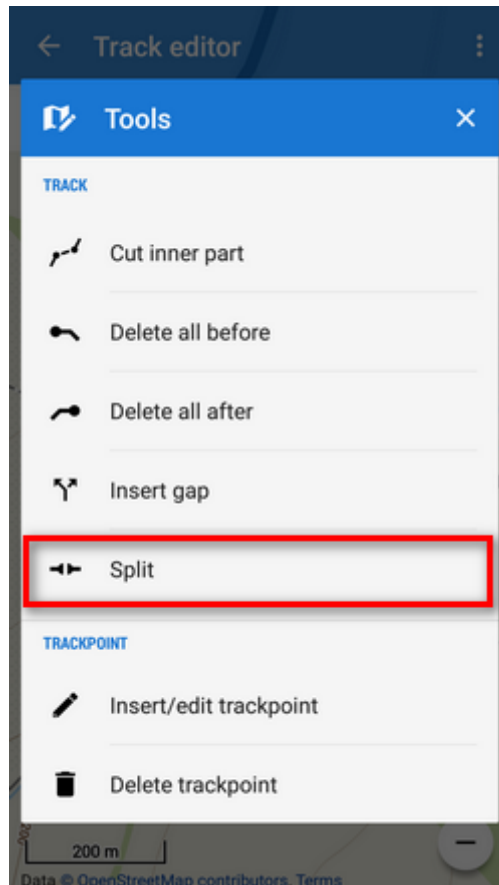 Track editor
Tools
TRACK
Cut inner part
Delete all before
Delete all after
Insert gap
Split
TRACKPOINT
Insert/edit trackpoint
Delete trackpoint
200
200 m
Data © OpenStreetMap contributors, Terms